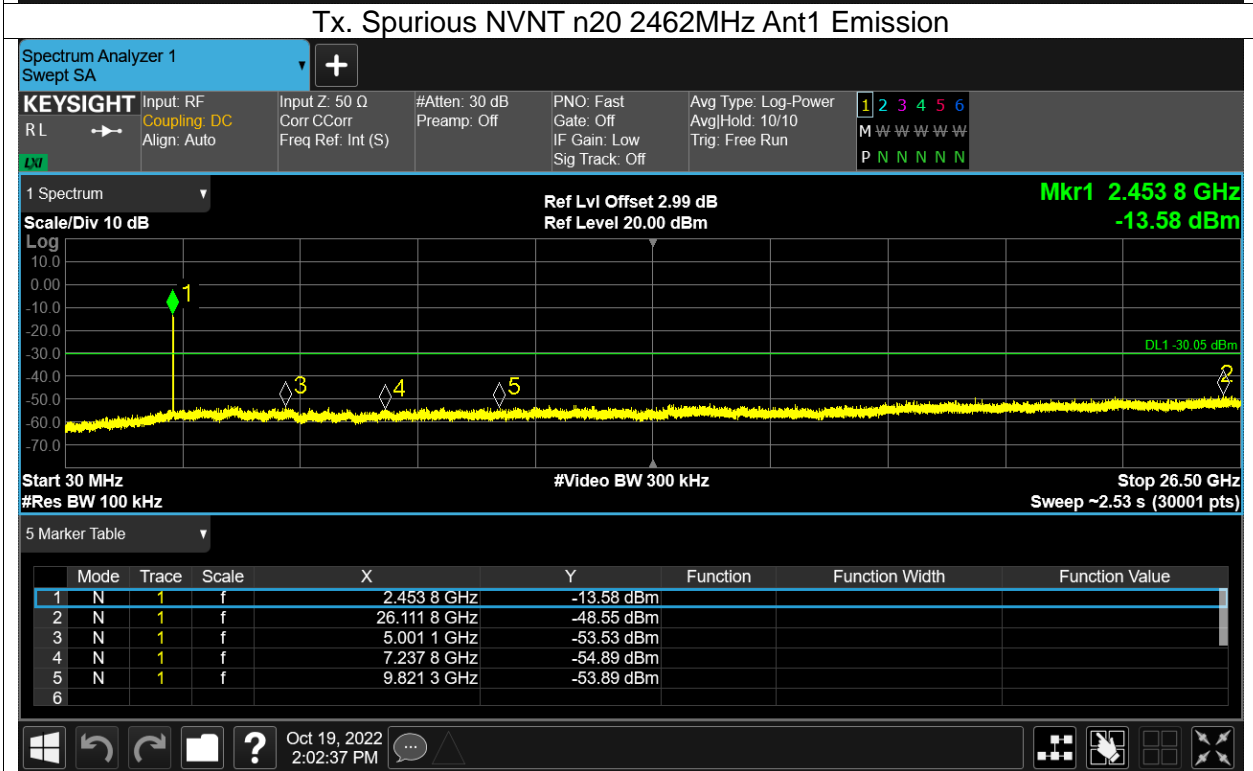 Tx. Spurious NVNT n20 2462MHz Ant1 Emission
Spectrum Analyzer 1
Swept SA
KEYSIGHT Input: RF Input Z: 50 Ω #Atten: 30 dB PNO: Fast Avg Type: Log-Power 1 2 3 4 5 6
RL Coupling: DC Corr CCorr Preamp: Off Gate: Off Avg|Hold: 10/10 M W W W W W
Align: Auto Freq Ref: Int (S) IF Gain: Low Trig: Free Run
LXI Sig Track: Off P N N N N N
1 Spectrum Ref Lvl Offset 2.99 dB Mkr1 2.453 8 GHz
Scale/Div 10 dB Ref Level 20.00 dBm -13.58 dBm
Log
10.0
0.00
1
-10.0
-20.0
-30.0 DL1 -30.05 dBm
-40.0
3 4 5 2
-50.0
-60.0
-70.0
Start 30 MHz #Video BW 300 kHz Stop 26.50 GHz
#Res BW 100 kHz Sweep ~2.53 s (30001 pts)
5 Marker Table
Mode Trace Scale X Y Function Function Width Function Value
1 N 1 f 2.453 8 GHz -13.58 dBm
2 N 1 f 26.111 8 GHz -48.55 dBm
3 N 1 f 5.001 1 GHz -53.53 dBm
4 N 1 f 7.237 8 GHz -54.89 dBm
5 N 1 f 9.821 3 GHz -53.89 dBm
6
? Oct 19, 2022
2:02:37 PM